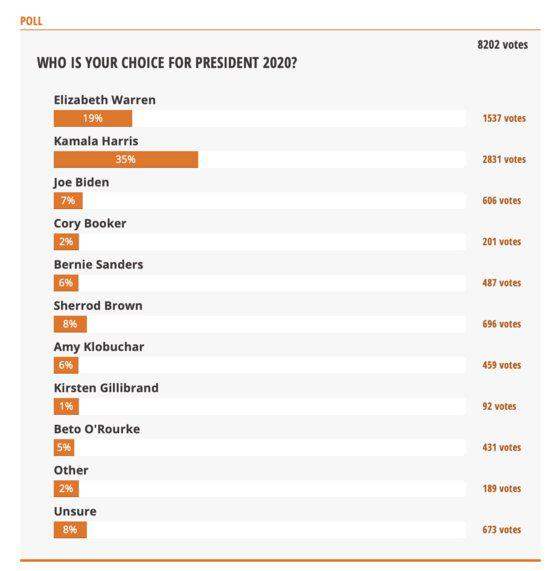 POLL
8202 votes
WHO IS YOUR CHOICE FOR PRESIDENT 2020?
Elizabeth Warren
19% 1537 votes
Kamala Harris
35% 2831 votes
Joe Biden
7% 606 votes
Cory Booker
2% 201 votes
Bernie Sanders
6% 487 votes
Sherrod Brown
8% 696 votes
Amy Klobuchar
6% 459 votes
Kirsten Gillibrand
1% 92 votes
Beto O'Rourke
5% 431 votes
Other
2% 189 votes
Unsure
8% 673 votes